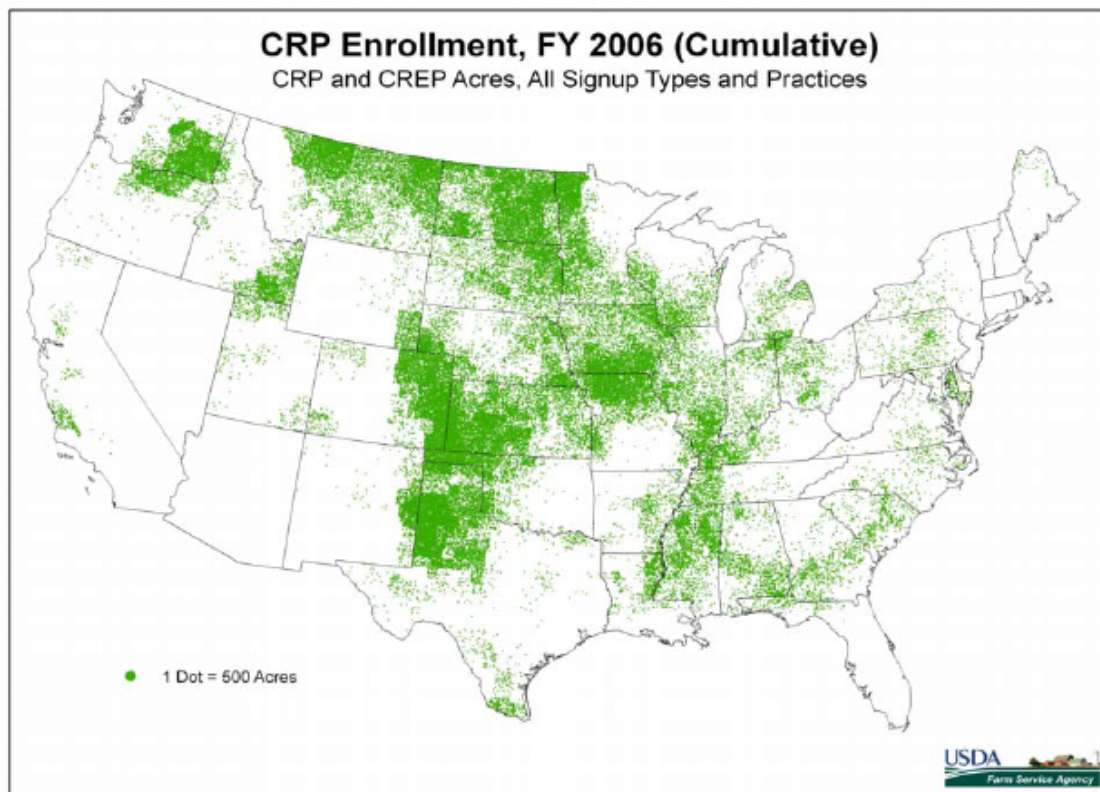 CRP Enrollment, FY 2006 (Cumulative)
CRP and CREP Acres, All Signup Types and Practices
1 Dot = 500 Acres
USDA
Farm Service Agency